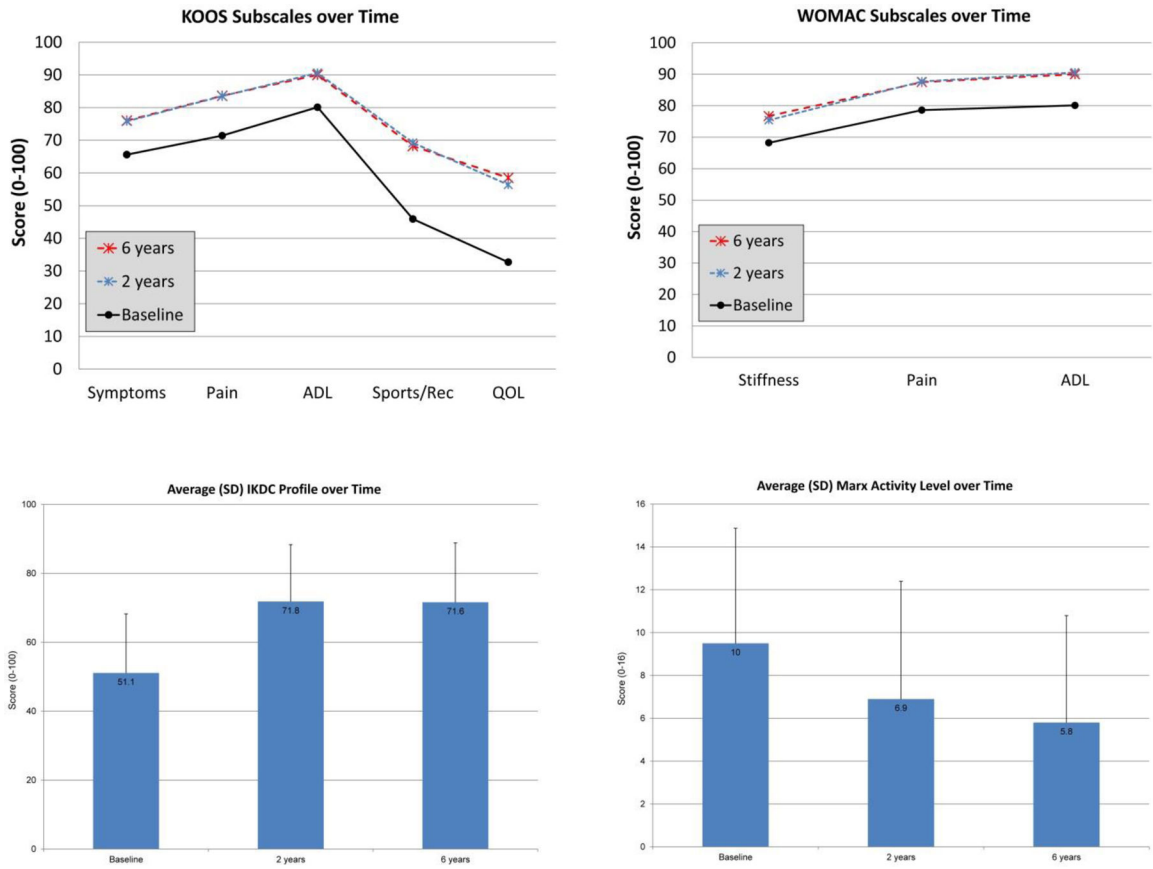 KOOS Subscales over Time
100
90
80
70
60
50
40
30
20
10
0
Score (0-100)
6 years
2 years
Baseline
Symptoms Pain ADL Sports/Rec QOL
WOMAC Subscales over Time
100
90
80
70
60
50
40
30
20
10
0
Score (0-100)
6 years
2 years
Baseline
Stiffness Pain ADL
Average (SD) IKDC Profile over Time
100
80
60
40
20
0
Score (0-100)
51.1
71.8
71.6
Baseline 2 years 6 years
Average (SD) Marx Activity Level over Time
16
14
12
10
8
6
4
2
0
Score (0-16)
10
6.9
5.8
Baseline 2 years 6 years